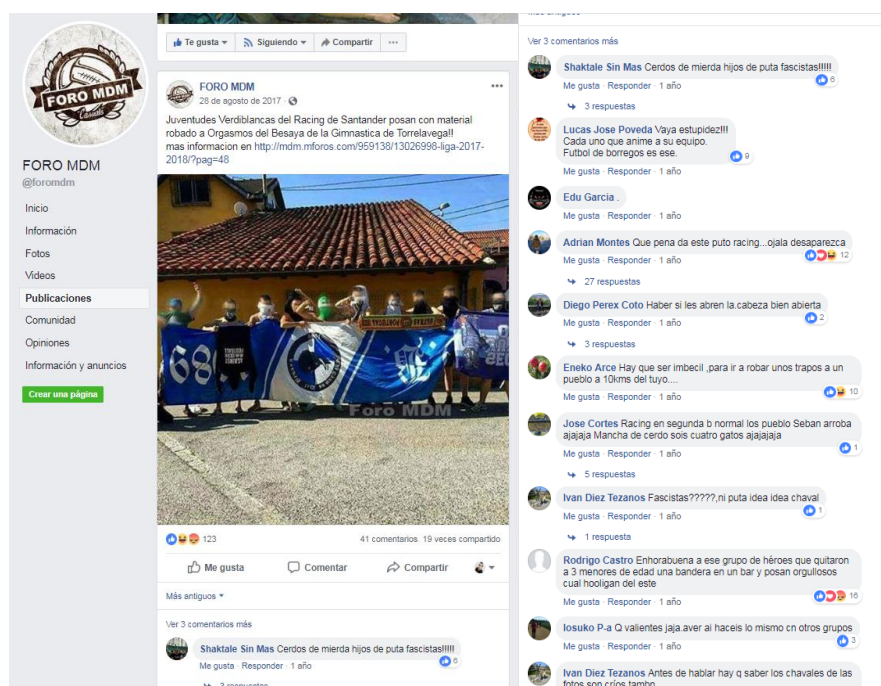 FORO MDM
Casuals
FORO MDM
@foromdm
Inicio
Información
Fotos
Videos
Publicaciones
Comunidad
Opiniones
Información y anuncios
Crear una página
Te gusta
Siguiendo
Compartir
FORO MDM
28 de agosto de 2017
Juventudes Verdiblancas del Racing de Santander posan con material
robado a Orgasmos del Besaya de la Gimnastica de Torrelavega!!
mas informacion en http://mdm.mforos.com/959138/13026998-liga-2017-
2018/?pag=48
Foro MDM
123
41 comentarios 19 veces compartido
Me gusta
Comentar
Compartir
Más antiguos
Ver 3 comentarios más
Shaktale Sin Mas Cerdos de mierda hijos de puta fascistas!!!!!
Me gusta · Responder · 1 año
6
Ver 3 comentarios más
Shaktale Sin Mas Cerdos de mierda hijos de puta fascistas!!!!!
Me gusta · Responder · 1 año
6
3 respuestas
Lucas Jose Poveda Vaya estupidez!!!
Cada uno que anime a su equipo.
Futbol de borregos es ese.
9
Me gusta · Responder · 1 año
Edu Garcia .
Me gusta · Responder · 1 año
Adrian Montes Que pena da este puto racing...ojala desaparezca
12
Me gusta · Responder · 1 año
27 respuestas
Diego Perex Coto Haber si les abren la.cabeza bien abierta
2
Me gusta · Responder · 1 año
3 respuestas
Eneko Arce Hay que ser imbecil ,para ir a robar unos trapos a un
pueblo a 10kms del tuyo....
10
Me gusta · Responder · 1 año
Jose Cortes Racing en segunda b normal los pueblo Seban arroba
ajajaja Mancha de cerdo sois cuatro gatos ajajajaja
1
Me gusta · Responder · 1 año
5 respuestas
Ivan Diez Tezanos Fascistas?????,ni puta idea idea chaval
1
Me gusta · Responder · 1 año
1 respuesta
Rodrigo Castro Enhorabuena a ese grupo de héroes que quitaron
a 3 menores de edad una bandera en un bar y posan orgullosos
cual hooligan del este
16
Me gusta · Responder · 1 año
Iosuko P-a Q valientes jaja.aver ai haceis lo mismo cn otros grupos
3
Me gusta · Responder · 1 año
Ivan Diez Tezanos Antes de hablar hay q saber los chavales de las